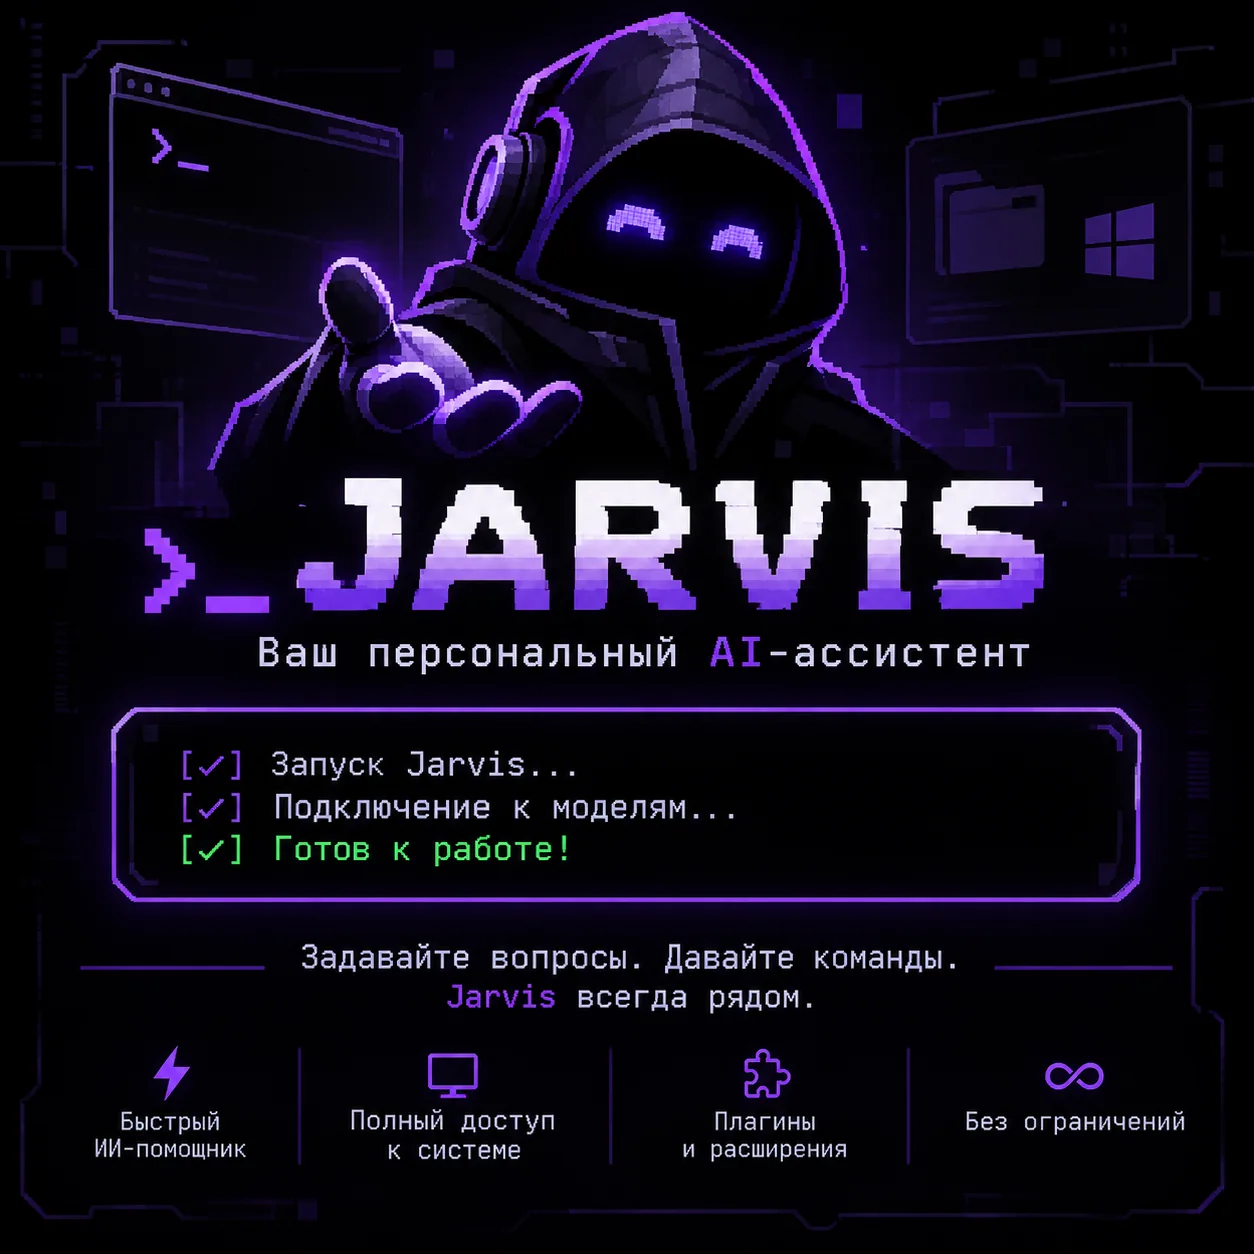 >_
>_JARVIS
Ваш персональный AI-ассистент
[✓] Запуск Jarvis...
[✓] Подключение к моделям...
[✓] Готов к работе!
Задавайте вопросы. Давайте команды.
Jarvis всегда рядом.
Быстрый
ИИ-помощник
Полный доступ
к системе
Плагины
и расширения
Без ограничений